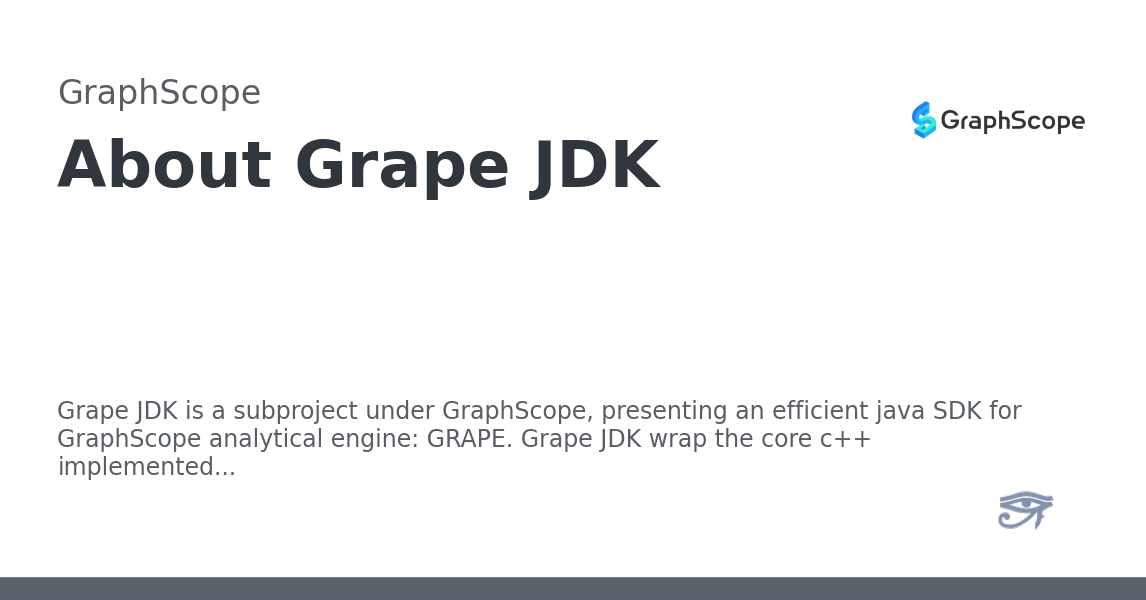 GraphScope
GraphScope
About Grape JDK
Grape JDK is a subproject under GraphScope, presenting an efficient java SDK for
GraphScope analytical engine: GRAPE. Grape JDK wrap the core c++
implemented...